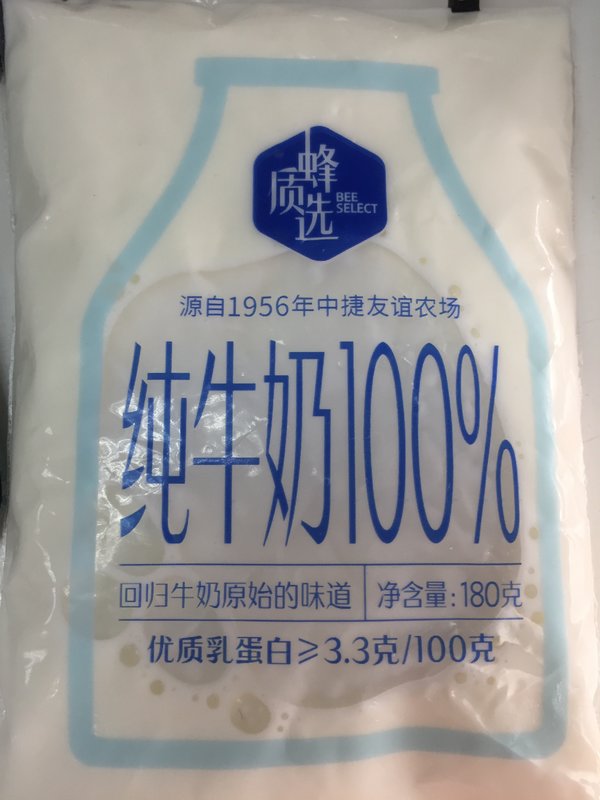 蜂
质选
BEE
SELECT
源自1956年中捷友谊农场
纯牛奶100%
回归牛奶原始的味道 净含量:180克
优质乳蛋白≥3.3克/100克